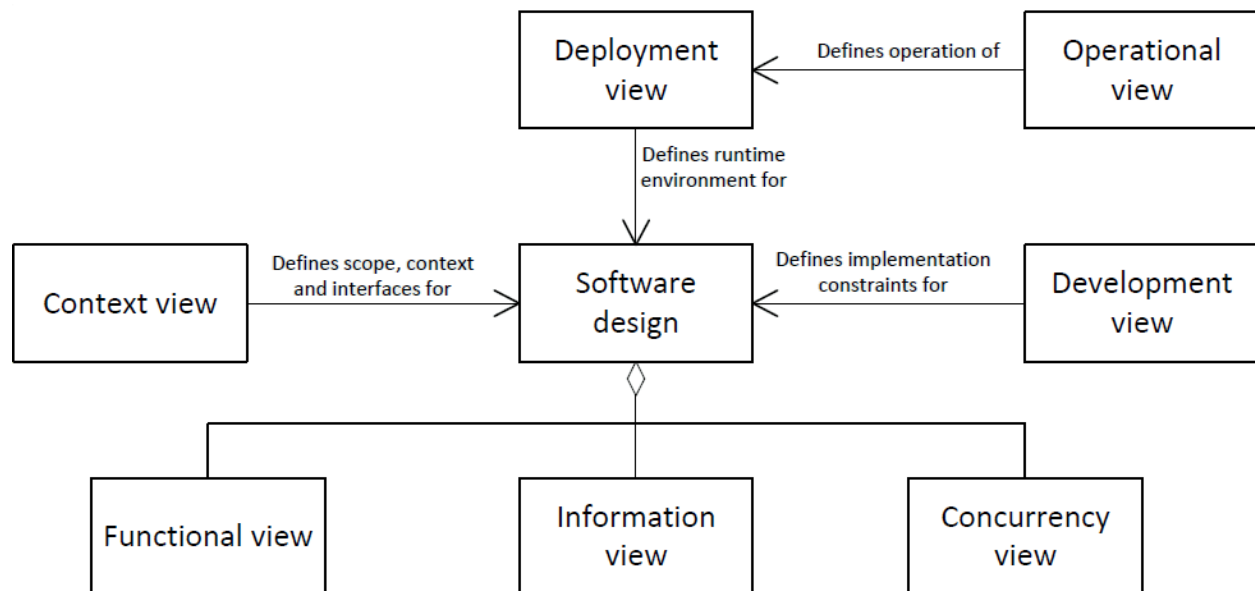 Deployment
view
Defines operation of
Operational
view
Defines runtime
environment for
Context view
Defines scope, context
and interfaces for
Software
design
Defines implementation
constraints for
Development
view
Functional view
Information
view
Concurrency
view